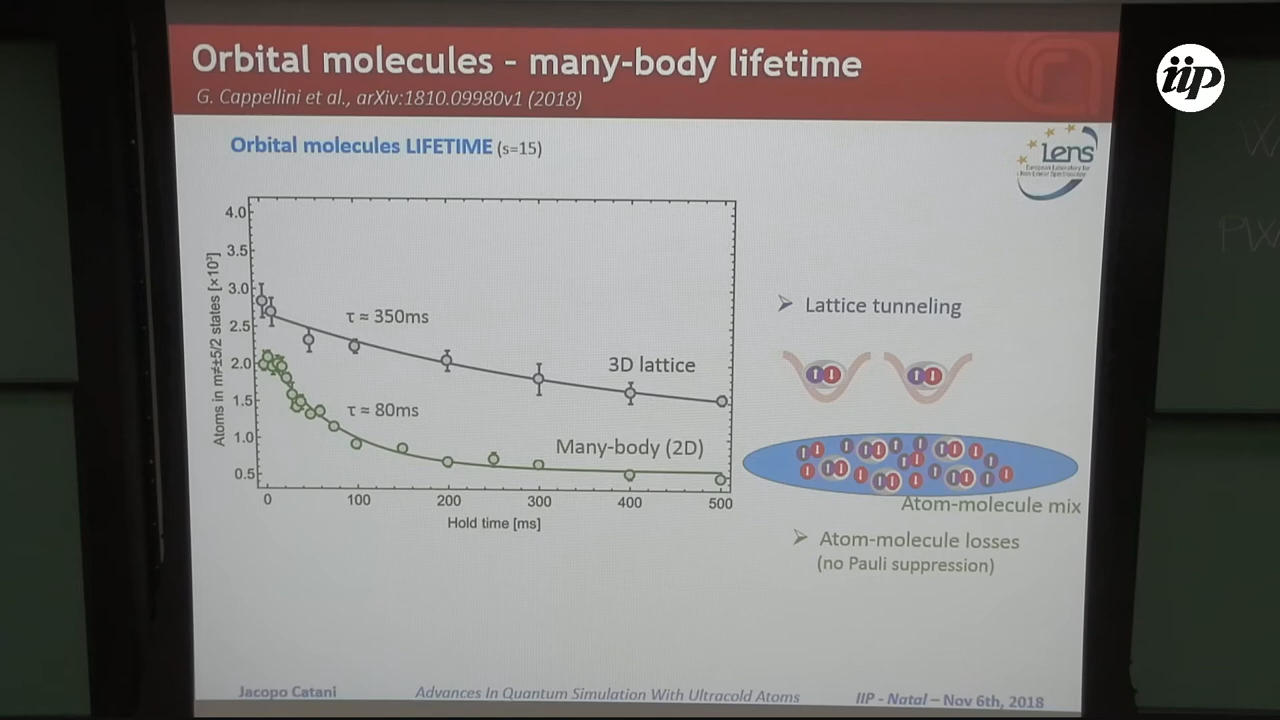 Orbital molecules - many-body lifetime
G. Cappellini et al., arXiv:1810.09980v1 (2018)
iip
Orbital molecules LIFETIME (s=15)
Lens
Atoms in m≠±5/2 states [×10³]
4.0
3.5
3.0
2.5
2.0
1.5
1.0
0.5
τ ≈ 350ms
3D lattice
τ ≈ 80ms
Many-body (2D)
0 100 200 300 400 500
Hold time [ms]
➢ Lattice tunneling
Atom-molecule mix
➢ Atom-molecule losses
(no Pauli suppression)
Jacopo Catani
Advances In Quantum Simulation With Ultracold Atoms
IIP - Natal – Nov 6th, 2018